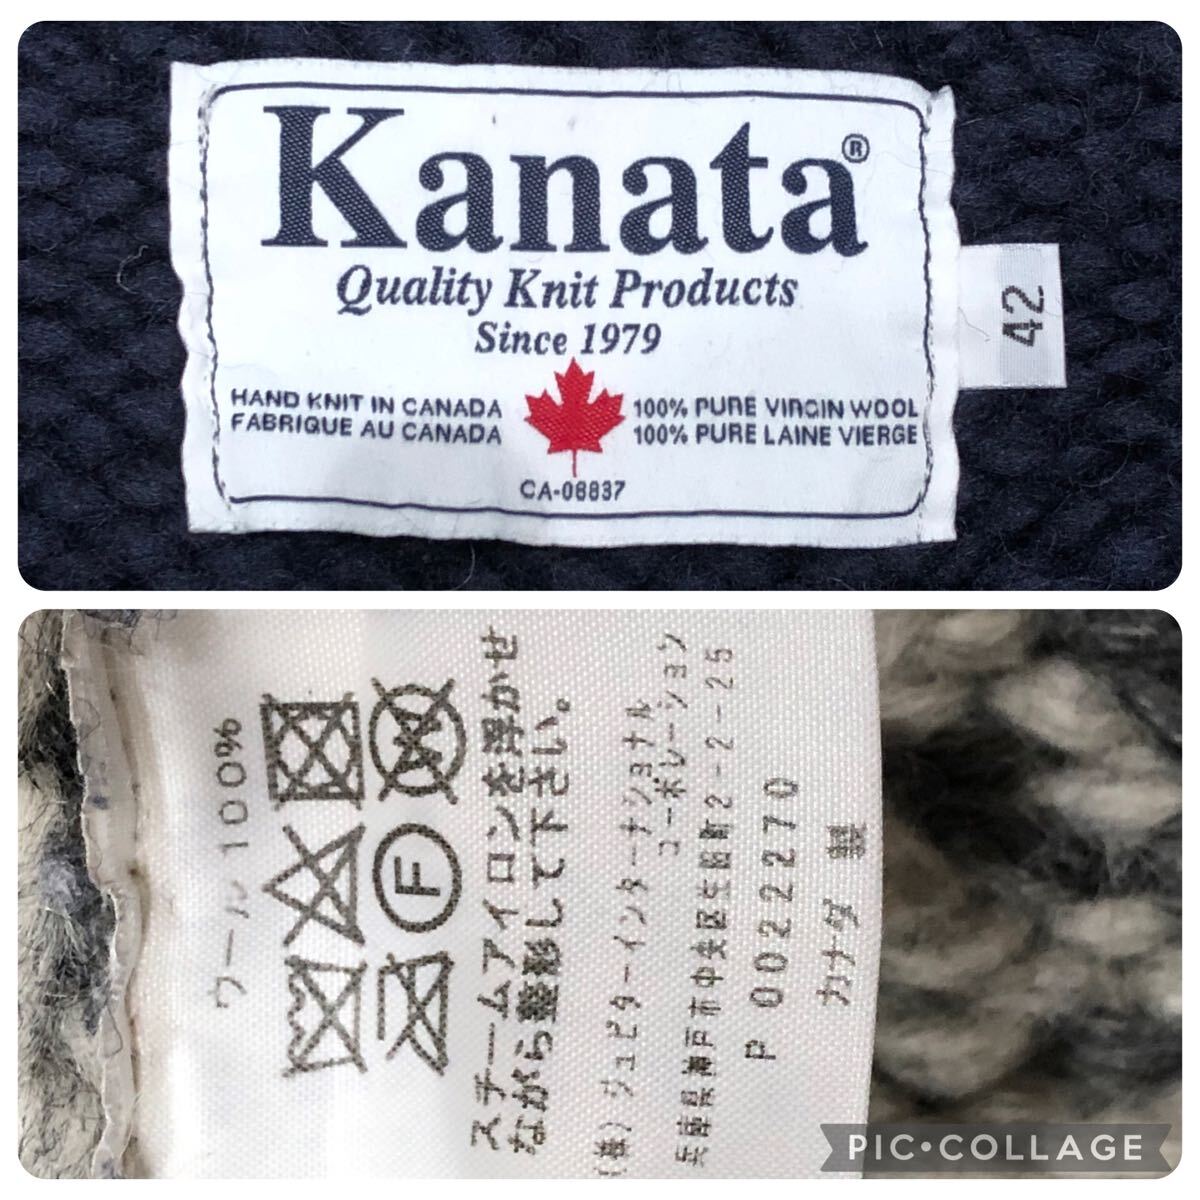 Kanata®
Quality Knit Products
Since 1979
HAND KNIT IN CANADA
FABRIQUE AU CANADA
100% PURE VIRGIN WOOL
100% PURE LAINE VIERGE
CA-08837
42
ウール 100%
W
F
スチームアイロンを浮かせ
ながら整形して下さい。
(株)ジュピターインターナショナル
コーポレーション
兵庫県神戸市中央区生田町2-2-25
P 0022270
カナダ 製
PIC•COLLAGE